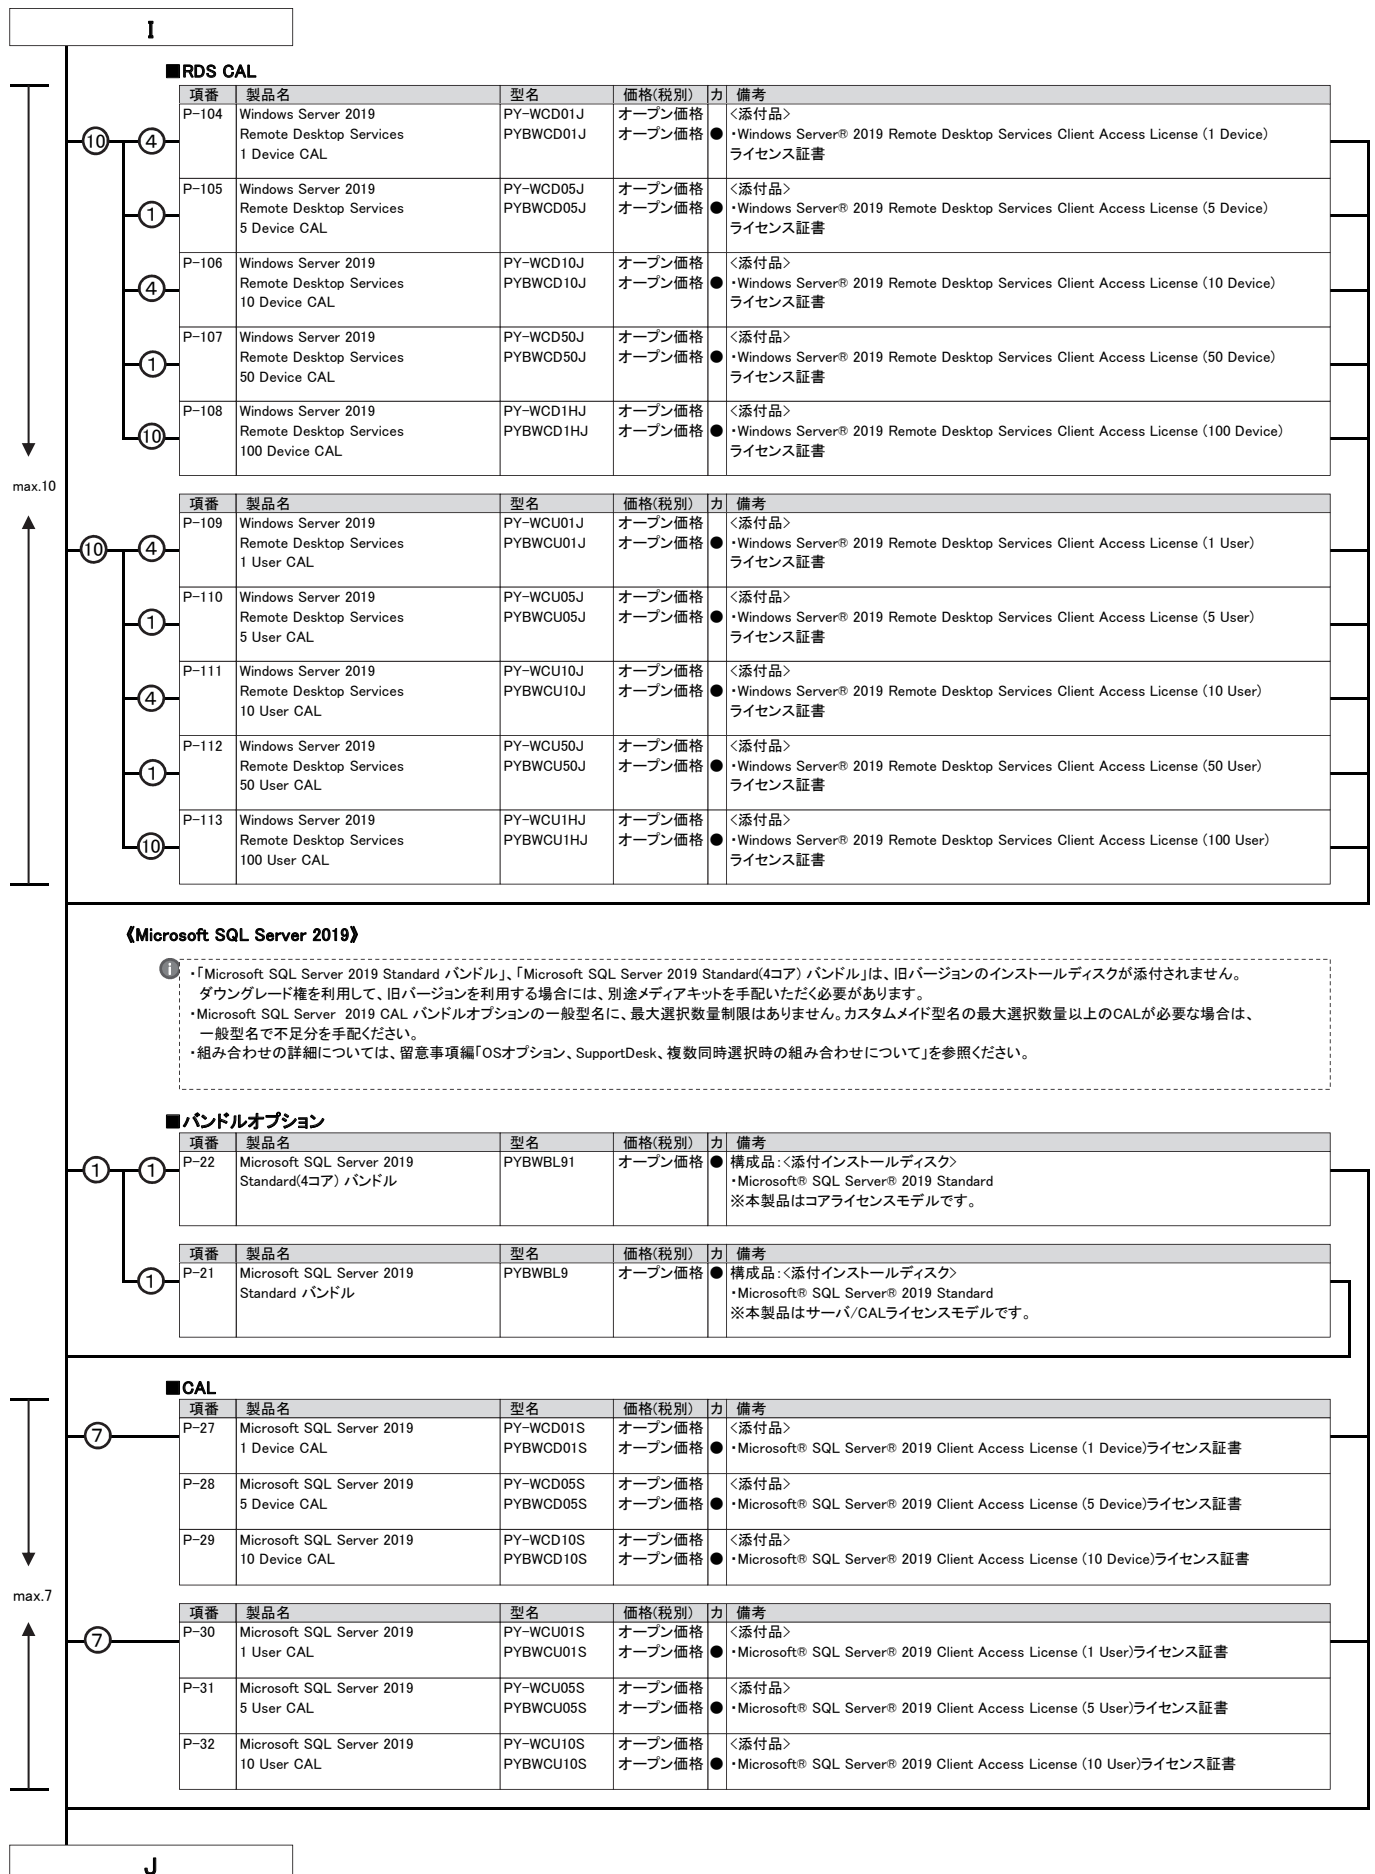 I
■RDS CAL
項番 製品名 型名 価格(税別) カ 備考
P-104 Windows Server 2019 PY-WCD01J オープン価格 <添付品>
⑩ ④ Remote Desktop Services PYBWCD01J オープン価格 ● ・Windows Server® 2019 Remote Desktop Services Client Access License (1 Device)
1 Device CAL ライセンス証書
P-105 Windows Server 2019 PY-WCD05J オープン価格 <添付品>
① Remote Desktop Services PYBWCD05J オープン価格 ● ・Windows Server® 2019 Remote Desktop Services Client Access License (5 Device)
5 Device CAL ライセンス証書
P-106 Windows Server 2019 PY-WCD10J オープン価格 <添付品>
④ Remote Desktop Services PYBWCD10J オープン価格 ● ・Windows Server® 2019 Remote Desktop Services Client Access License (10 Device)
10 Device CAL ライセンス証書
P-107 Windows Server 2019 PY-WCD50J オープン価格 <添付品>
① Remote Desktop Services PYBWCD50J オープン価格 ● ・Windows Server® 2019 Remote Desktop Services Client Access License (50 Device)
50 Device CAL ライセンス証書
P-108 Windows Server 2019 PY-WCD1HJ オープン価格 <添付品>
⑩ Remote Desktop Services PYBWCD1HJ オープン価格 ● ・Windows Server® 2019 Remote Desktop Services Client Access License (100 Device)
100 Device CAL ライセンス証書
max.10
項番 製品名 型名 価格(税別) カ 備考
P-109 Windows Server 2019 PY-WCU01J オープン価格 <添付品>
⑩ ④ Remote Desktop Services PYBWCU01J オープン価格 ● ・Windows Server® 2019 Remote Desktop Services Client Access License (1 User)
1 User CAL ライセンス証書
P-110 Windows Server 2019 PY-WCU05J オープン価格 <添付品>
① Remote Desktop Services PYBWCU05J オープン価格 ● ・Windows Server® 2019 Remote Desktop Services Client Access License (5 User)
5 User CAL ライセンス証書
P-111 Windows Server 2019 PY-WCU10J オープン価格 <添付品>
④ Remote Desktop Services PYBWCU10J オープン価格 ● ・Windows Server® 2019 Remote Desktop Services Client Access License (10 User)
10 User CAL ライセンス証書
P-112 Windows Server 2019 PY-WCU50J オープン価格 <添付品>
① Remote Desktop Services PYBWCU50J オープン価格 ● ・Windows Server® 2019 Remote Desktop Services Client Access License (50 User)
50 User CAL ライセンス証書
P-113 Windows Server 2019 PY-WCU1HJ オープン価格 <添付品>
⑩ Remote Desktop Services PYBWCU1HJ オープン価格 ● ・Windows Server® 2019 Remote Desktop Services Client Access License (100 User)
100 User CAL ライセンス証書
《Microsoft SQL Server 2019》
i ・「Microsoft SQL Server 2019 Standard バンドル」、「Microsoft SQL Server 2019 Standard(4コア) バンドル」は、旧バージョンのインストールディスクが添付されません。
ダウングレード権を利用して、旧バージョンを利用する場合には、別途メディアキットを手配いただく必要があります。
・Microsoft SQL Server 2019 CAL バンドルオプションの一般型名に、最大選択数量制限はありません。カスタムメイド型名の最大選択数量以上のCALが必要な場合は、
一般型名で不足分を手配ください。
・組み合わせの詳細については、留意事項編「OSオプション、SupportDesk、複数同時選択時の組み合わせについて」を参照ください。
■バンドルオプション
項番 製品名 型名 価格(税別) カ 備考
① ① P-22 Microsoft SQL Server 2019 PYBWBL91 オープン価格 ● 構成品:<添付インストールディスク>
Standard(4コア) バンドル ・Microsoft® SQL Server® 2019 Standard
※本製品はコアライセンスモデルです。
項番 製品名 型名 価格(税別) カ 備考
① P-21 Microsoft SQL Server 2019 PYBWBL9 オープン価格 ● 構成品:<添付インストールディスク>
Standard バンドル ・Microsoft® SQL Server® 2019 Standard
※本製品はサーバ/CALライセンスモデルです。
■CAL
項番 製品名 型名 価格(税別) カ 備考
⑦ P-27 Microsoft SQL Server 2019 PY-WCD01S オープン価格 <添付品>
1 Device CAL PYBWCD01S オープン価格 ● ・Microsoft® SQL Server® 2019 Client Access License (1 Device)ライセンス証書
P-28 Microsoft SQL Server 2019 PY-WCD05S オープン価格 <添付品>
5 Device CAL PYBWCD05S オープン価格 ● ・Microsoft® SQL Server® 2019 Client Access License (5 Device)ライセンス証書
P-29 Microsoft SQL Server 2019 PY-WCD10S オープン価格 <添付品>
10 Device CAL PYBWCD10S オープン価格 ● ・Microsoft® SQL Server® 2019 Client Access License (10 Device)ライセンス証書
max.7
項番 製品名 型名 価格(税別) カ 備考
⑦ P-30 Microsoft SQL Server 2019 PY-WCU01S オープン価格 <添付品>
1 User CAL PYBWCU01S オープン価格 ● ・Microsoft® SQL Server® 2019 Client Access License (1 User)ライセンス証書
P-31 Microsoft SQL Server 2019 PY-WCU05S オープン価格 <添付品>
5 User CAL PYBWCU05S オープン価格 ● ・Microsoft® SQL Server® 2019 Client Access License (5 User)ライセンス証書
P-32 Microsoft SQL Server 2019 PY-WCU10S オープン価格 <添付品>
10 User CAL PYBWCU10S オープン価格 ● ・Microsoft® SQL Server® 2019 Client Access License (10 User)ライセンス証書
J